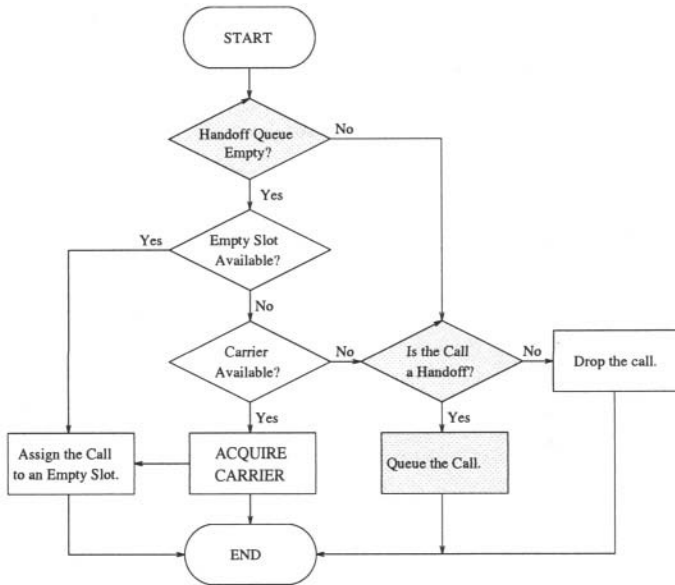 START
Handoff Queue
Empty?
No
Yes
Yes
Empty Slot
Available?
No
Carrier
Available?
No
Is the Call
a Handoff?
No
Drop the call.
Yes
Yes
Assign the Call
to an Empty Slot.
ACQUIRE
CARRIER
Queue the Call.
END